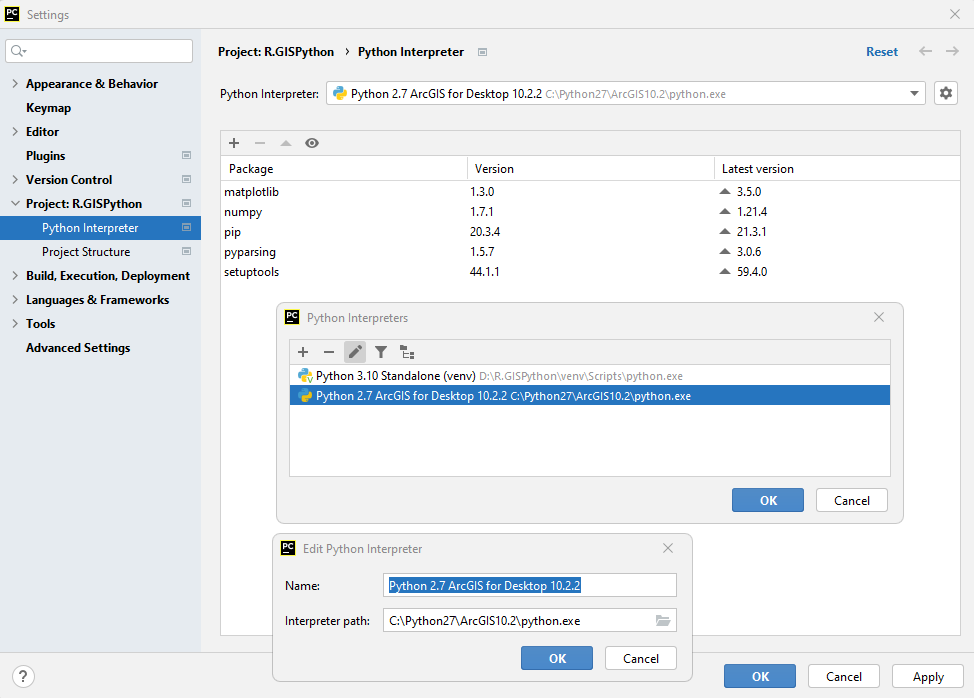 PC Settings
Project: R.GISPython › Python Interpreter Reset
Appearance & Behavior
Keymap
Editor
Plugins
Version Control
Project: R.GISPython
Python Interpreter
Project Structure
Build, Execution, Deployment
Languages & Frameworks
Tools
Advanced Settings
Python Interpreter: Python 2.7 ArcGIS for Desktop 10.2.2 C:\Python27\ArcGIS10.2\python.exe
Package Version Latest version
matplotlib 1.3.0 3.5.0
numpy 1.7.1 1.21.4
pip 20.3.4 21.3.1
pyparsing 1.5.7 3.0.6
setuptools 44.1.1 59.4.0
PC Python Interpreters
Python 3.10 Standalone (venv) D:\R.GISPython\venv\Scripts\python.exe
Python 2.7 ArcGIS for Desktop 10.2.2 C:\Python27\ArcGIS10.2\python.exe
OK Cancel
PC Edit Python Interpreter
Name: Python 2.7 ArcGIS for Desktop 10.2.2
Interpreter path: C:\Python27\ArcGIS10.2\python.exe
OK Cancel
? OK Cancel Apply